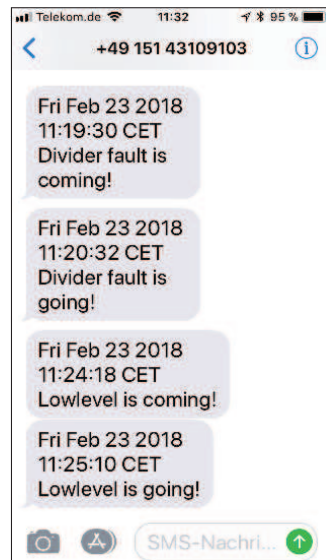 Telekom.de 11:32 95 %
+49 151 43109103
Fri Feb 23 2018
11:19:30 CET
Divider fault is
coming!
Fri Feb 23 2018
11:20:32 CET
Divider fault is
going!
Fri Feb 23 2018
11:24:18 CET
Lowlevel is coming!
Fri Feb 23 2018
11:25:10 CET
Lowlevel is going!
SMS-Nachri...